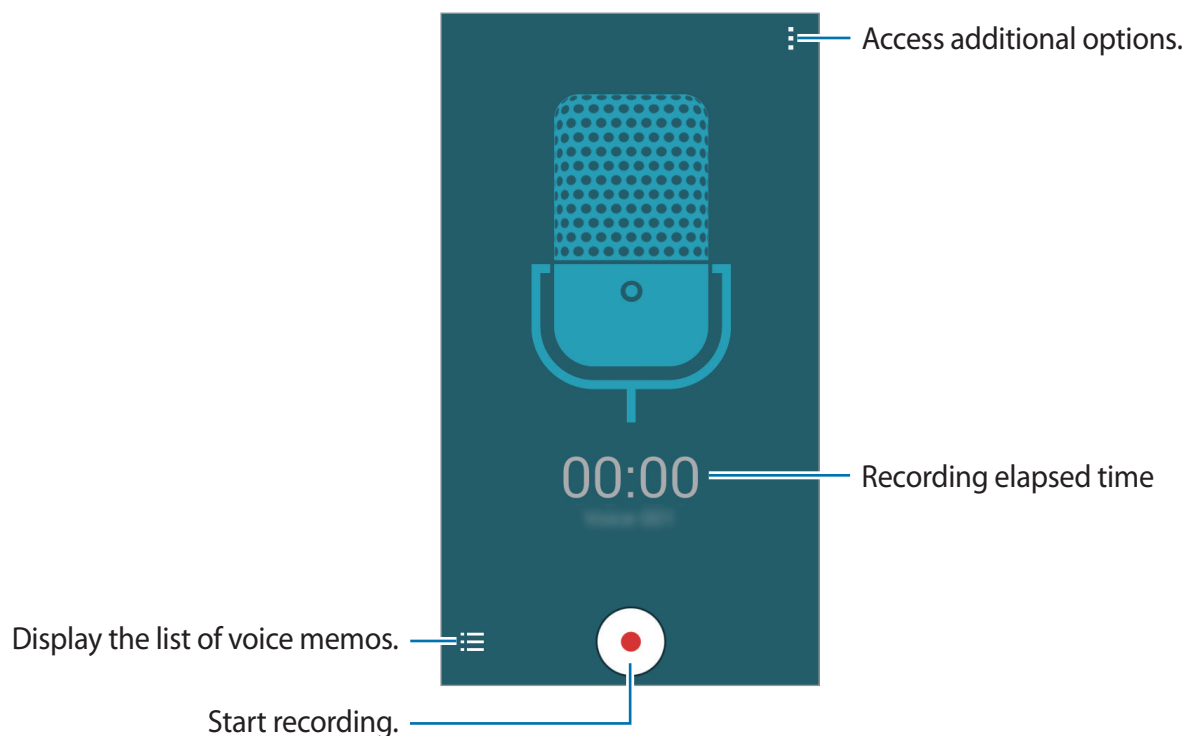 Access additional options.
00:00
Recording elapsed time
Display the list of voice memos.
Start recording.